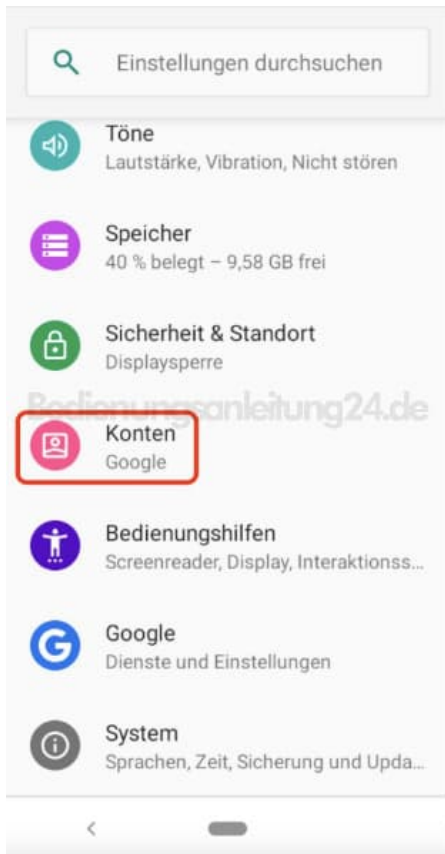 Einstellungen durchsuchen
Töne
Lautstärke, Vibration, Nicht stören
Speicher
40 % belegt – 9,58 GB frei
Sicherheit & Standort
Displaysperre
Bedienungsanleitung24.de
Konten
Google
Bedienungshilfen
Screenreader, Display, Interaktionss...
Google
Dienste und Einstellungen
System
Sprachen, Zeit, Sicherung und Upda...